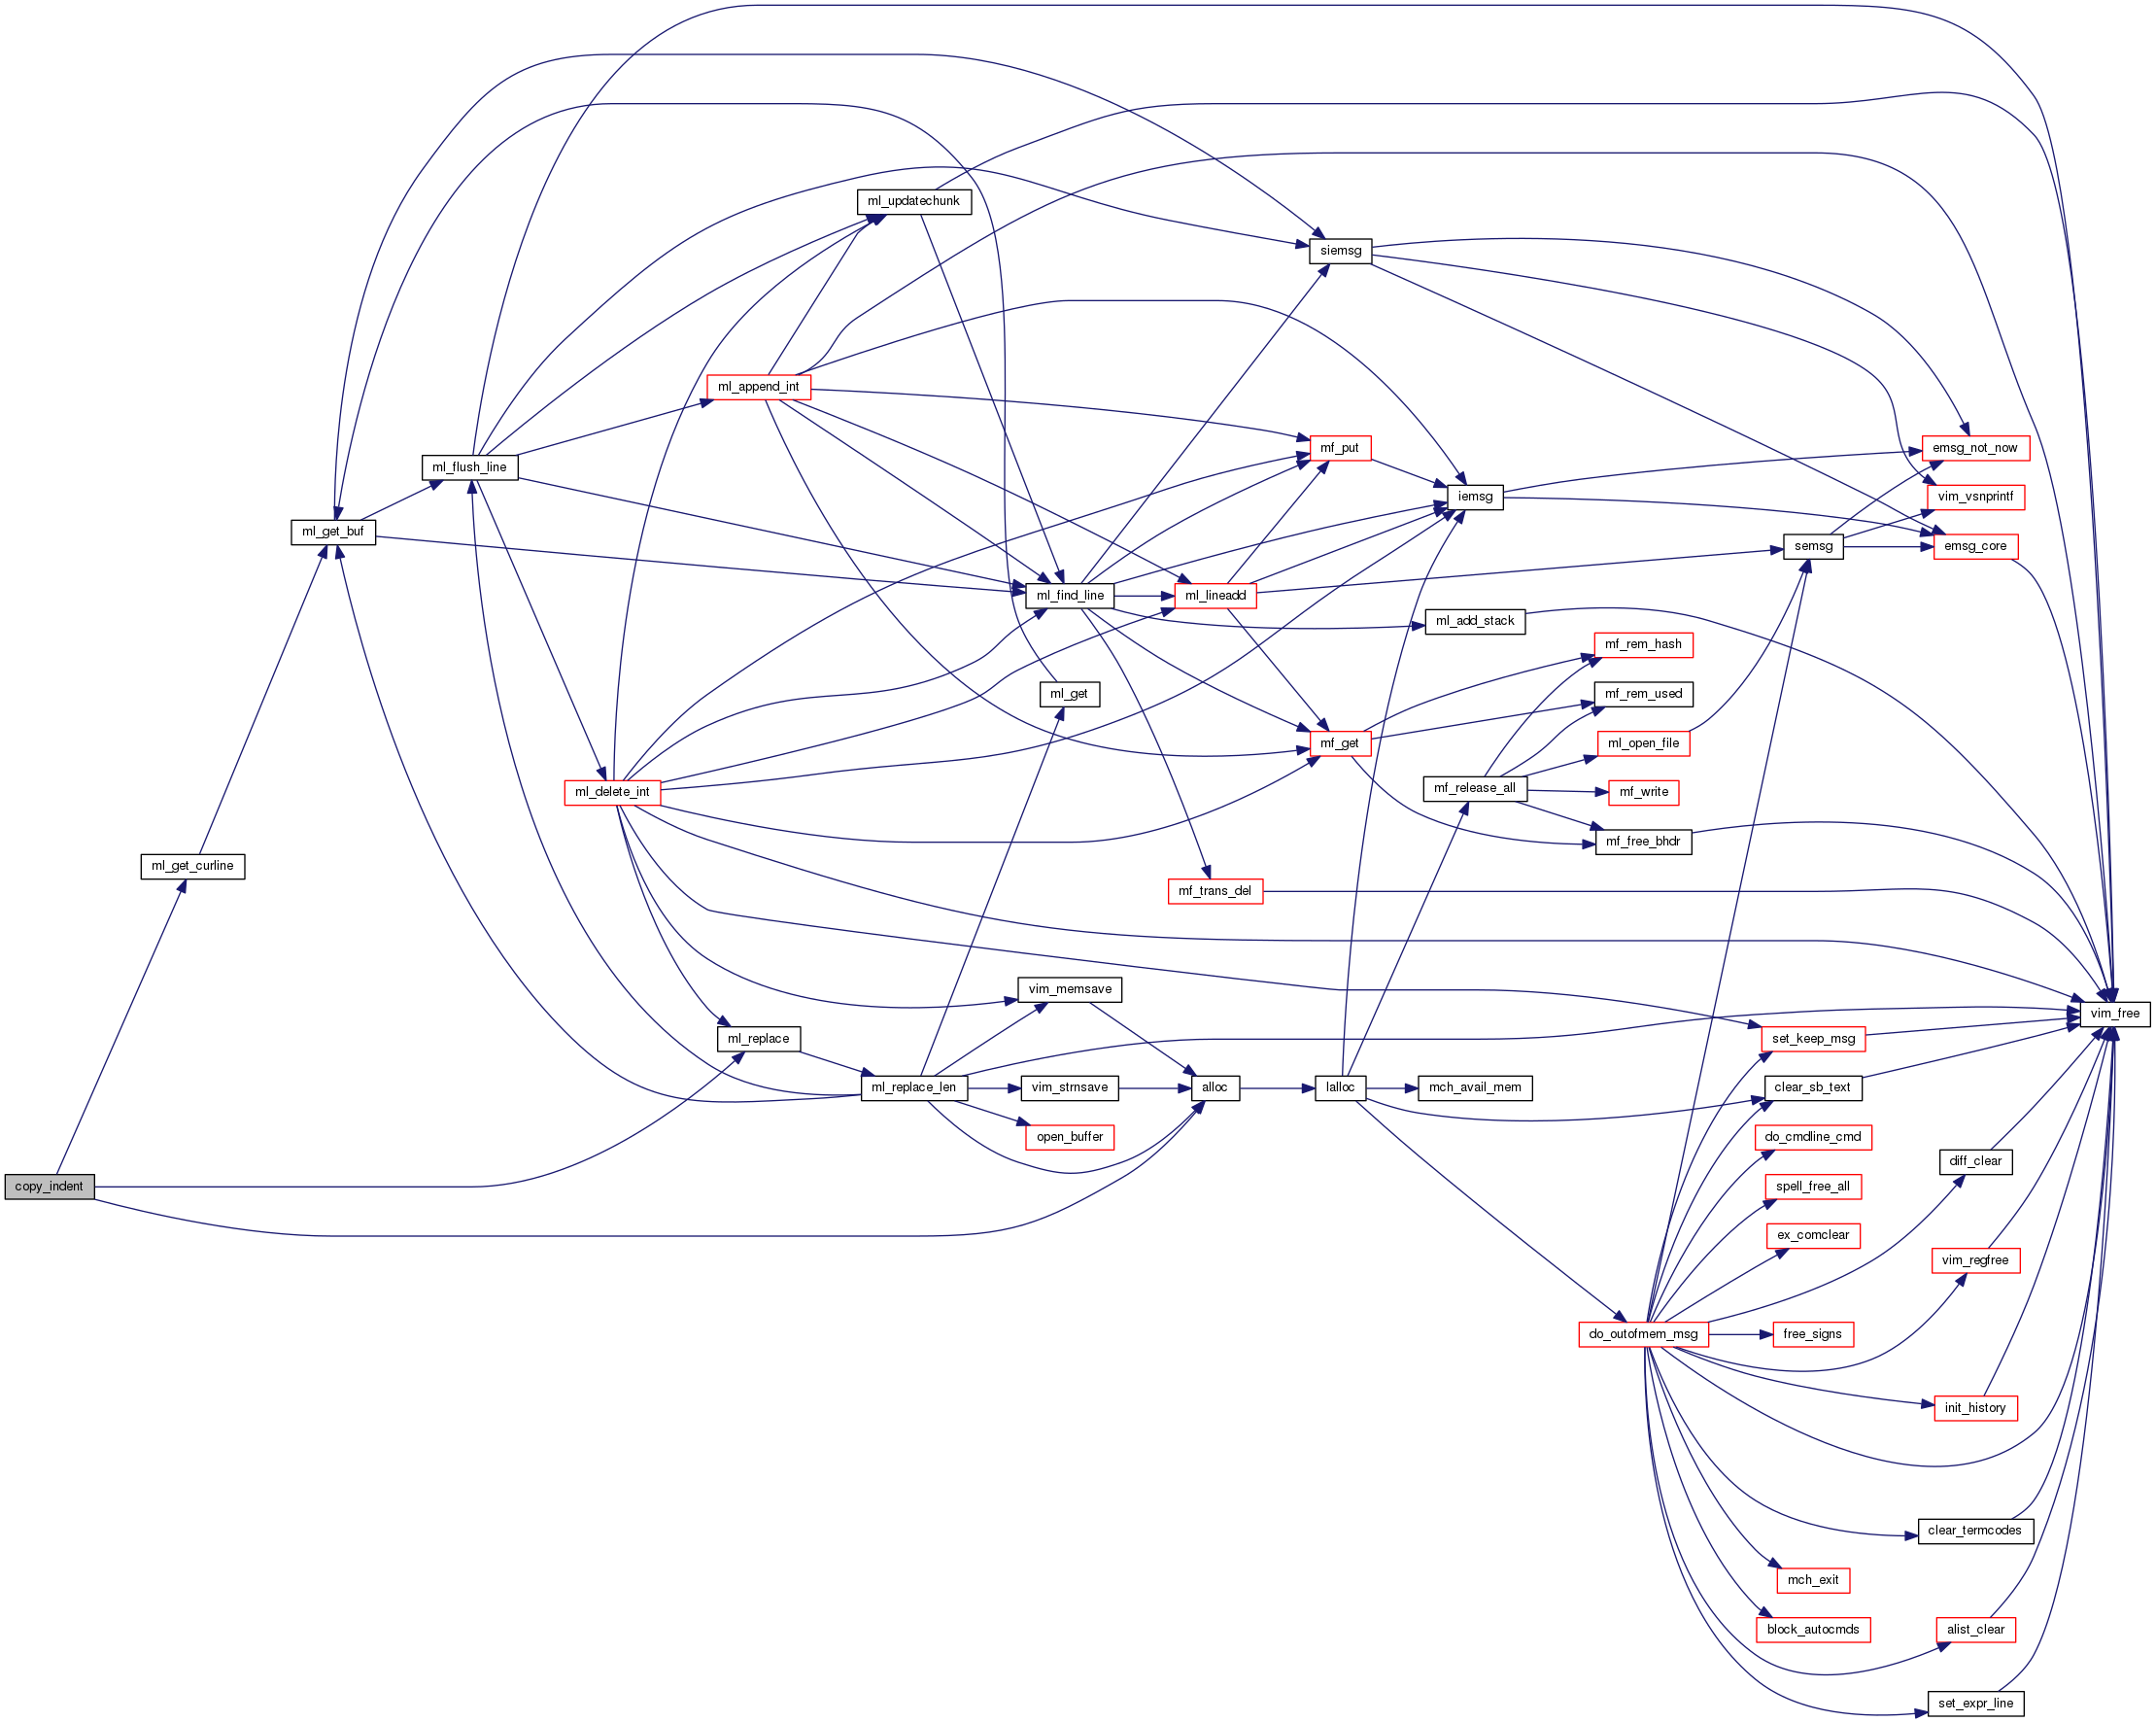 ml_updatechunk
siemsg
ml_append_int
mf_put
emsg_not_now
ml_flush_line
iemsg
vim_vsnprintf
ml_get_buf
semsg
emsg_core
ml_find_line
ml_lineadd
ml_add_stack
mf_rem_hash
ml_get
mf_rem_used
mf_get
ml_open_file
ml_delete_int
mf_release_all
mf_write
mf_free_bhdr
ml_get_curline
mf_trans_del
vim_memsave
vim_free
ml_replace
set_keep_msg
ml_replace_len
vim_strnsave
alloc
lalloc
mch_avail_mem
clear_sb_text
open_buffer
do_cmdline_cmd
diff_clear
copy_indent
spell_free_all
ex_comclear
vim_regfree
do_outofmem_msg
free_signs
init_history
clear_termcodes
mch_exit
block_autocmds
alist_clear
set_expr_line